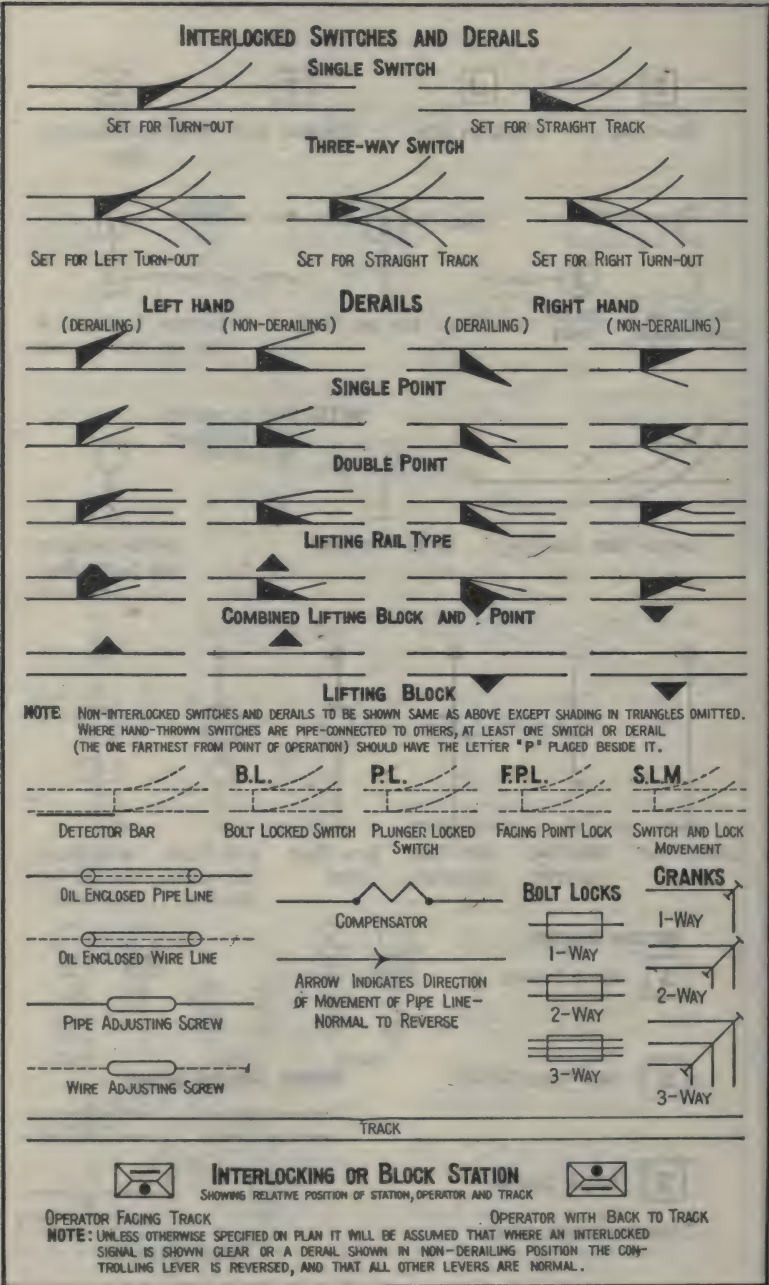 INTERLOCKED SWITCHES AND DERAILS
SINGLE SWITCH
SET FOR TURN-OUT
SET FOR STRAIGHT TRACK
THREE-WAY SWITCH
SET FOR LEFT TURN-OUT
SET FOR STRAIGHT TRACK
SET FOR RIGHT TURN-OUT
LEFT HAND
DERAILS
RIGHT HAND
(DERAILING)
(NON-DERAILING)
(DERAILING)
(NON-DERAILING)
SINGLE POINT
DOUBLE POINT
LIFTING RAIL TYPE
COMBINED LIFTING BLOCK AND POINT
LIFTING BLOCK
NOTE NON-INTERLOCKED SWITCHES AND DERAILS TO BE SHOWN SAME AS ABOVE EXCEPT SHADING IN TRIANGLES OMITTED.
WHERE HAND-THROWN SWITCHES ARE PIPE-CONNECTED TO OTHERS, AT LEAST ONE SWITCH OR DERAIL
(THE ONE FARTHEST FROM POINT OF OPERATION) SHOULD HAVE THE LETTER "P" PLACED BESIDE IT.
B.L.
P.L.
F.P.L.
S.L.M.
DETECTOR BAR
BOLT LOCKED SWITCH
PLUNGER LOCKED
SWITCH
FACING POINT LOCK
SWITCH AND LOCK
MOVEMENT
OIL ENCLOSED PIPE LINE
OIL ENCLOSED WIRE LINE
PIPE ADJUSTING SCREW
WIRE ADJUSTING SCREW
COMPENSATOR
ARROW INDICATES DIRECTION
OF MOVEMENT OF PIPE LINE-
NORMAL TO REVERSE
BOLT LOCKS
1-WAY
2-WAY
3-WAY
CRANKS
1-WAY
2-WAY
3-WAY
TRACK
INTERLOCKING OR BLOCK STATION
SHOWING RELATIVE POSITION OF STATION, OPERATOR AND TRACK
OPERATOR FACING TRACK
OPERATOR WITH BACK TO TRACK
NOTE: UNLESS OTHERWISE SPECIFIED ON PLAN IT WILL BE ASSUMED THAT WHERE AN INTERLOCKED
SIGNAL IS SHOWN CLEAR OR A DERAIL SHOWN IN NON-DERAILING POSITION THE CON-
TROLLING LEVER IS REVERSED, AND THAT ALL OTHER LEVERS ARE NORMAL.